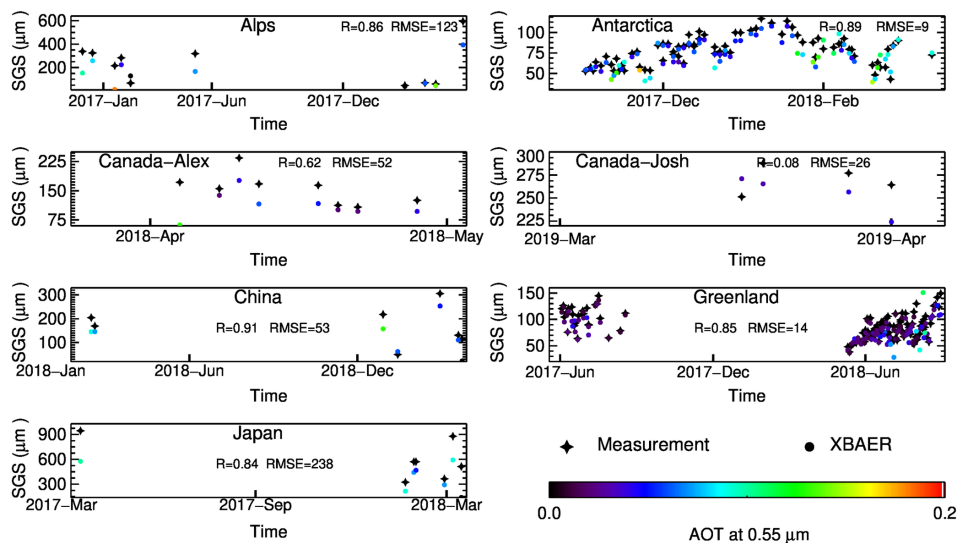 Alps
R=0.86 RMSE=123
SGS (μm)
600
400
200
2017–Jan
2017–Jun
2017–Dec
Time
Antarctica
R=0.89 RMSE=9
SGS (μm)
100
75
50
2017–Dec
2018–Feb
Time
Canada–Alex
R=0.62 RMSE=52
SGS (μm)
225
150
75
2018–Apr
2018–May
Time
Canada–Josh
R=0.08 RMSE=26
SGS (μm)
300
275
250
225
2019–Mar
2019–Apr
Time
China
R=0.91 RMSE=53
SGS (μm)
300
200
100
2018–Jan
2018–Jun
2018–Dec
Time
Greenland
R=0.85 RMSE=14
SGS (μm)
150
100
50
2017–Jun
2017–Dec
2018–Jun
Time
Japan
R=0.84 RMSE=238
SGS (μm)
900
600
300
2017–Mar
2017–Sep
2018–Mar
Time
Measurement
XBAER
0.0
0.2
AOT at 0.55 μm